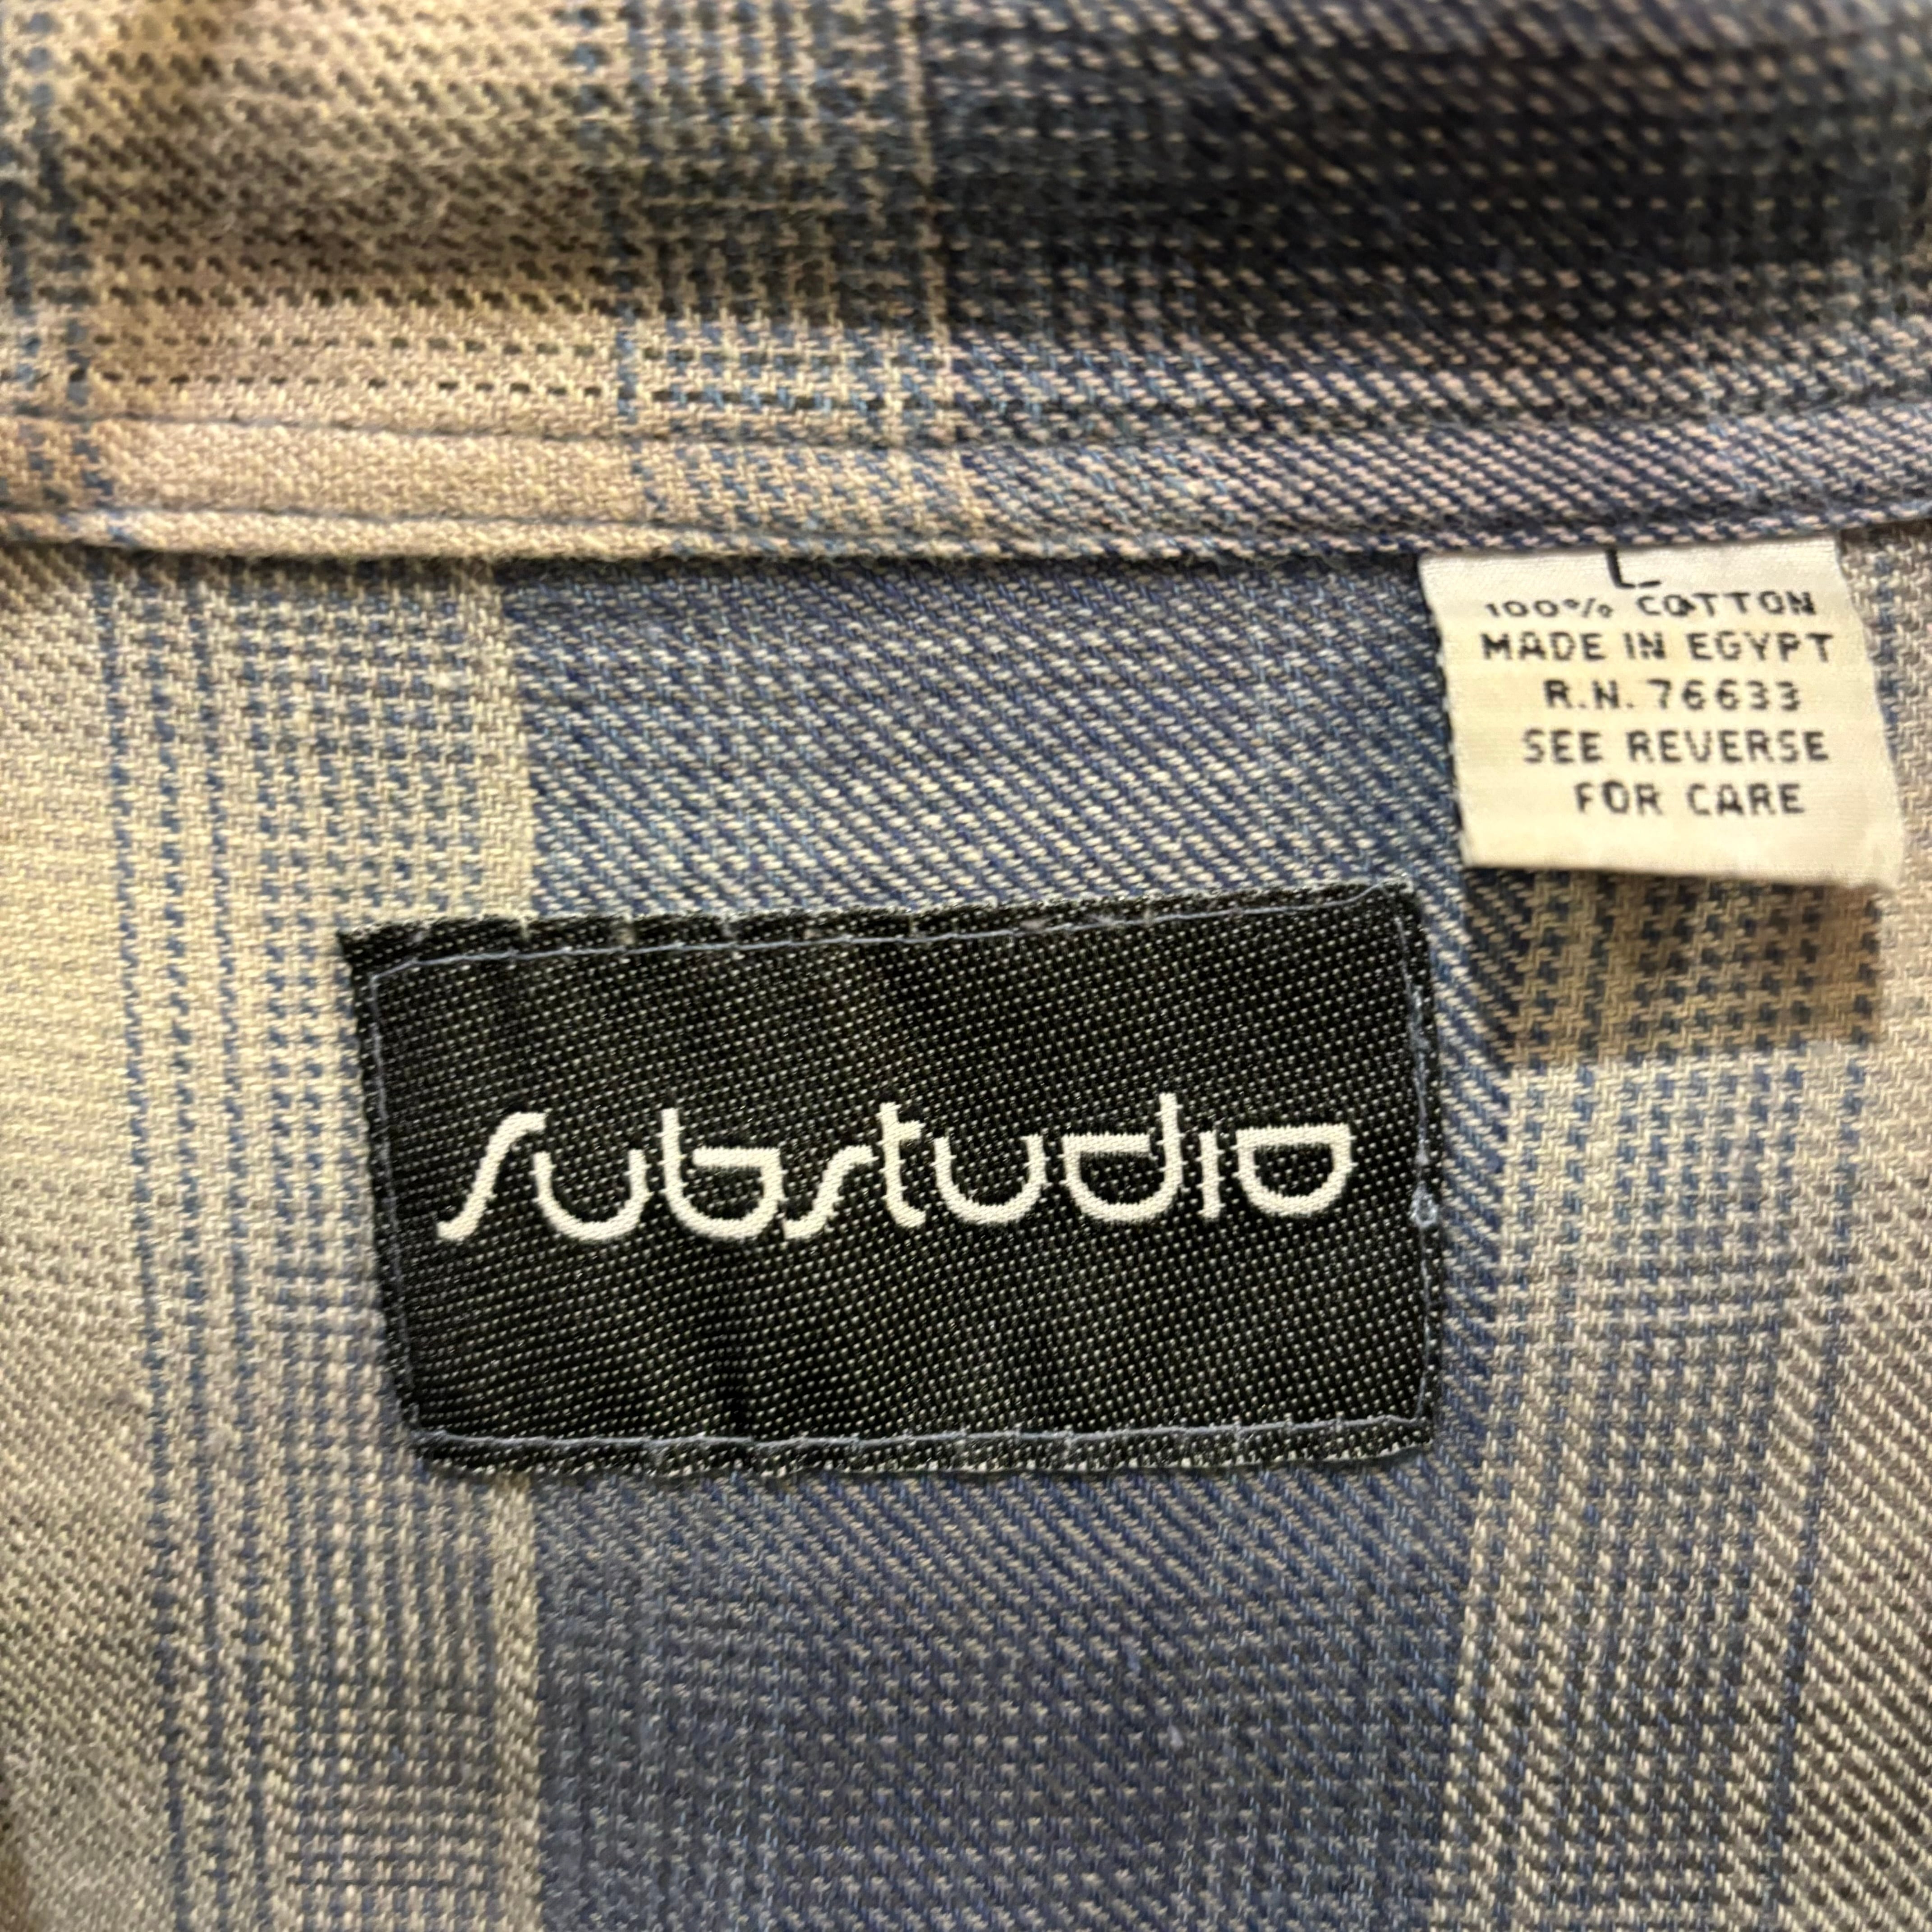 L
100% COTTON
MADE IN EGYPT
R.N. 76633
SEE REVERSE
FOR CARE
substudio